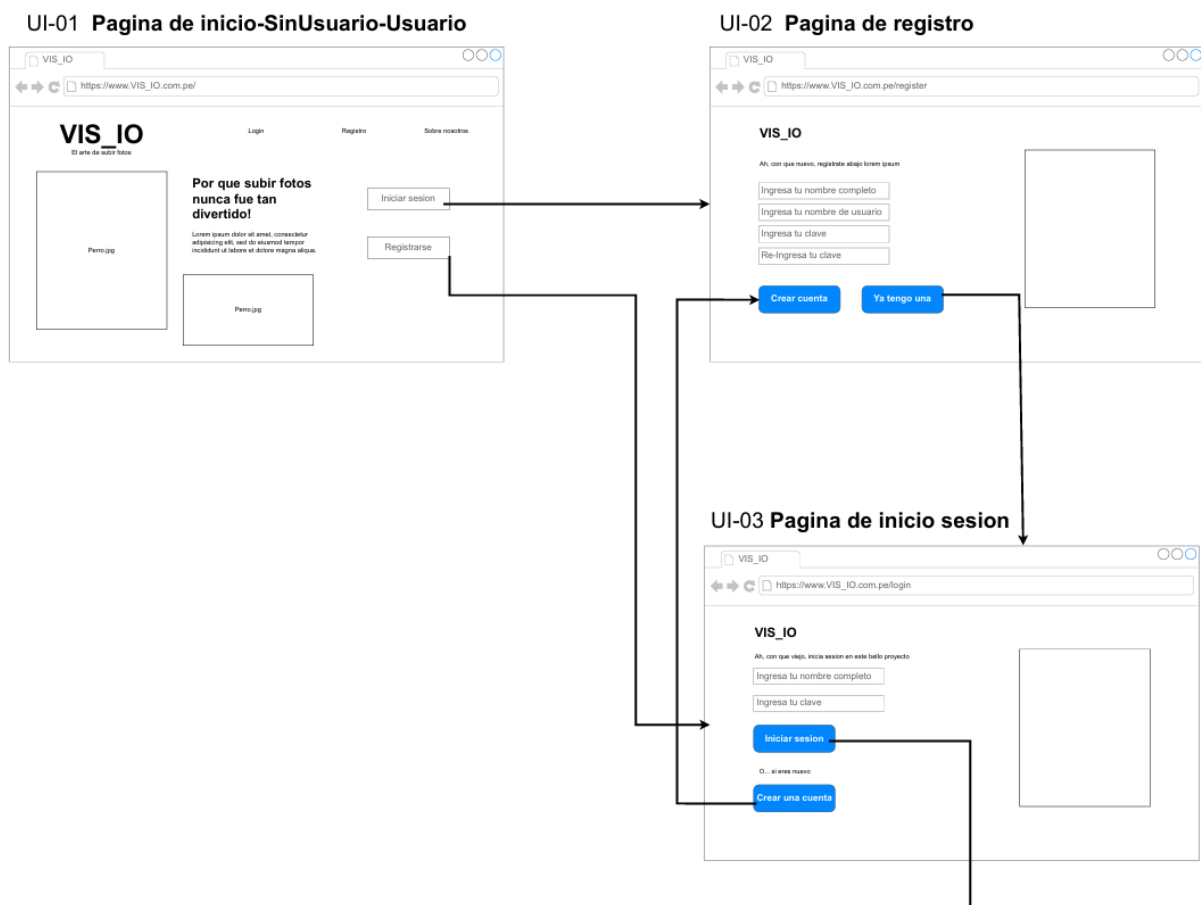 UI-01 Pagina de inicio-SinUsuario-Usuario
VIS_IO
https://www.VIS_IO.com.pe/
VIS_IO
El arte de subir fotos
Login
Registro
Sobre nosotros
Perro.jpg
Por que subir fotos
nunca fue tan
divertido!
Lorem ipsum dolor sit amet, consectetur
adipisicing elit, sed do eiusmod tempor
incididunt ut labore et dolore magna aliqua.
Perro.jpg
Iniciar sesion
Registrarse
UI-02 Pagina de registro
VIS_IO
https://www.VIS_IO.com.pe/register
VIS_IO
Ah, con que nuevo, registrate abajo lorem ipsum
Ingresa tu nombre completo
Ingresa tu nombre de usuario
Ingresa tu clave
Re-Ingresa tu clave
Crear cuenta
Ya tengo una
UI-03 Pagina de inicio sesion
VIS_IO
https://www.VIS_IO.com.pe/login
VIS_IO
Ah, con que viejo, inicia sesion en este bello proyecto
Ingresa tu nombre completo
Ingresa tu clave
Iniciar sesion
O... si eres nuevo
Crear una cuenta